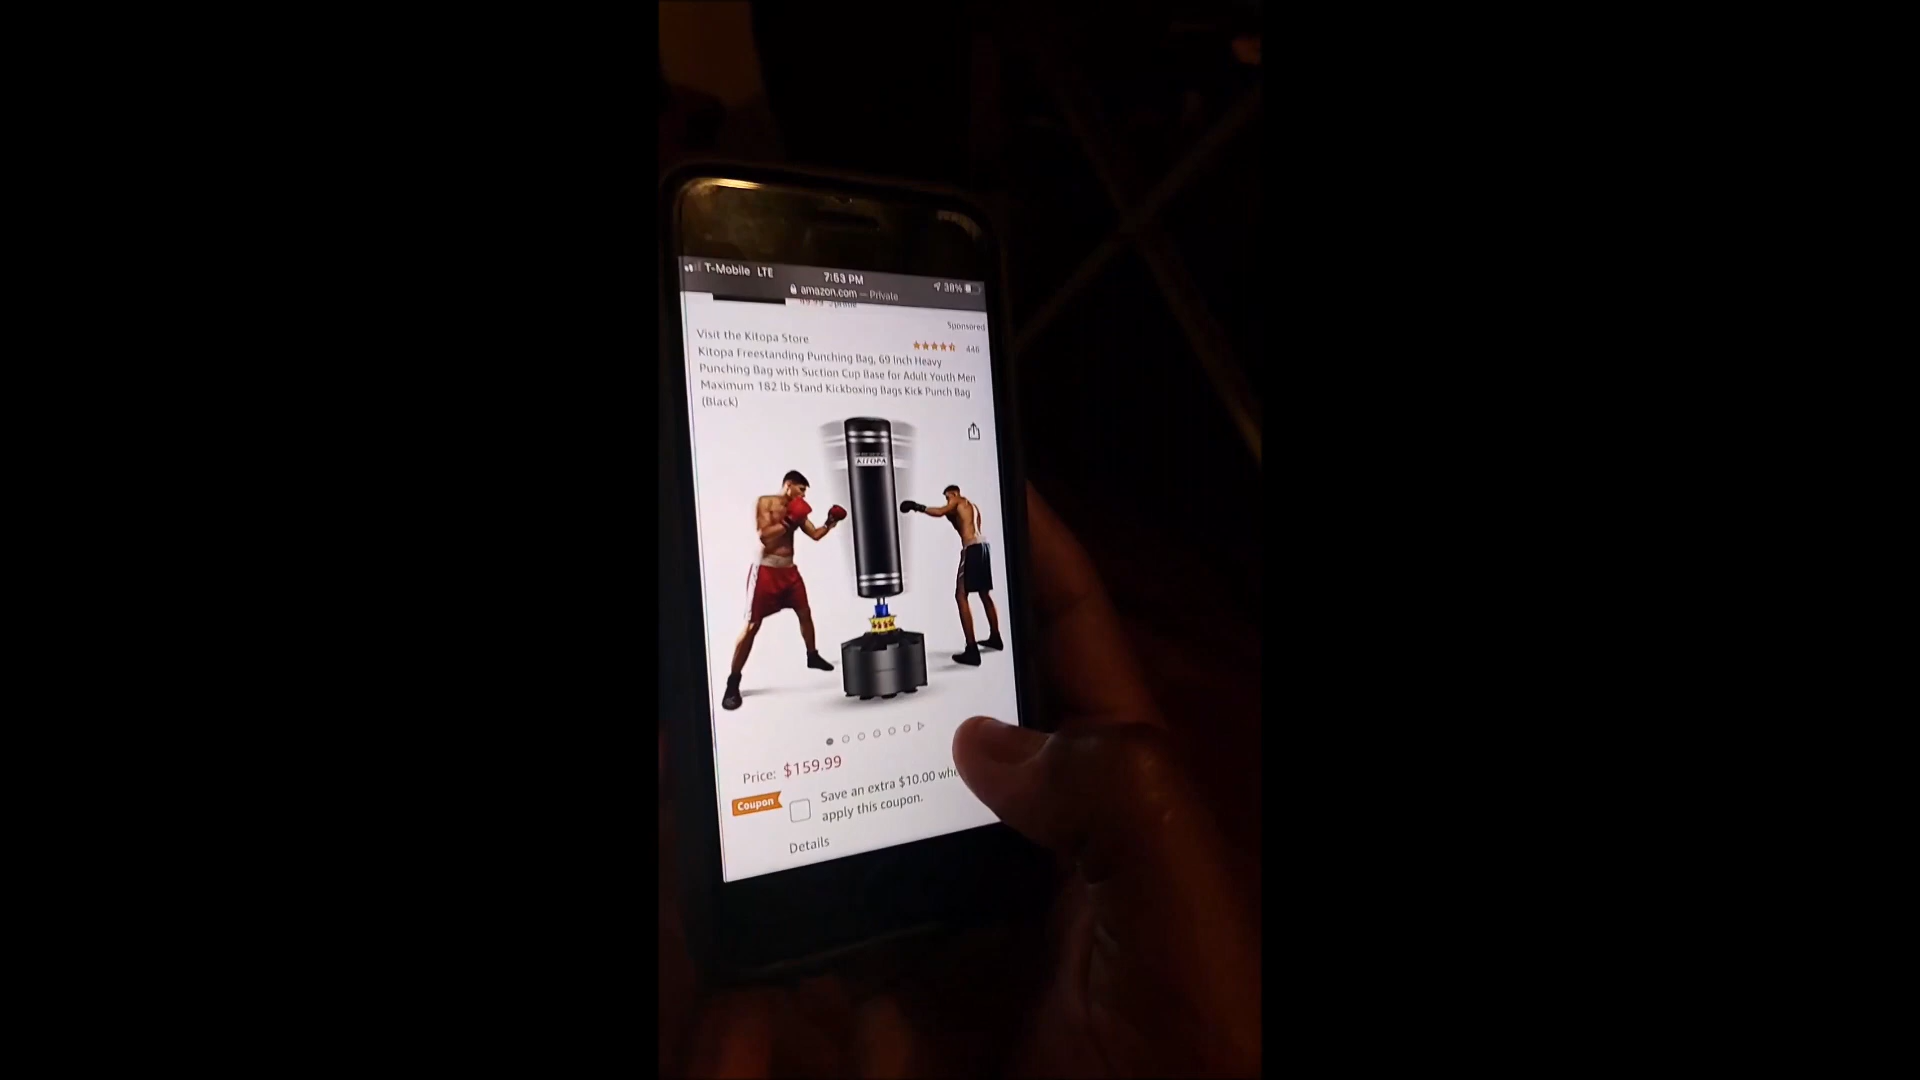 T-Mobile LTE
7:53 PM
38%
amazon.com — Private
Sponsored
Visit the Kitopa Store
446
Kitopa Freestanding Punching Bag, 69 Inch Heavy
Punching Bag with Suction Cup Base for Adult Youth Men
Maximum 182 lb Stand Kickboxing Bags Kick Punch Bag
(Black)
KITOPA
Price: $159.99
Coupon
Save an extra $10.00
apply this coupon.
Details